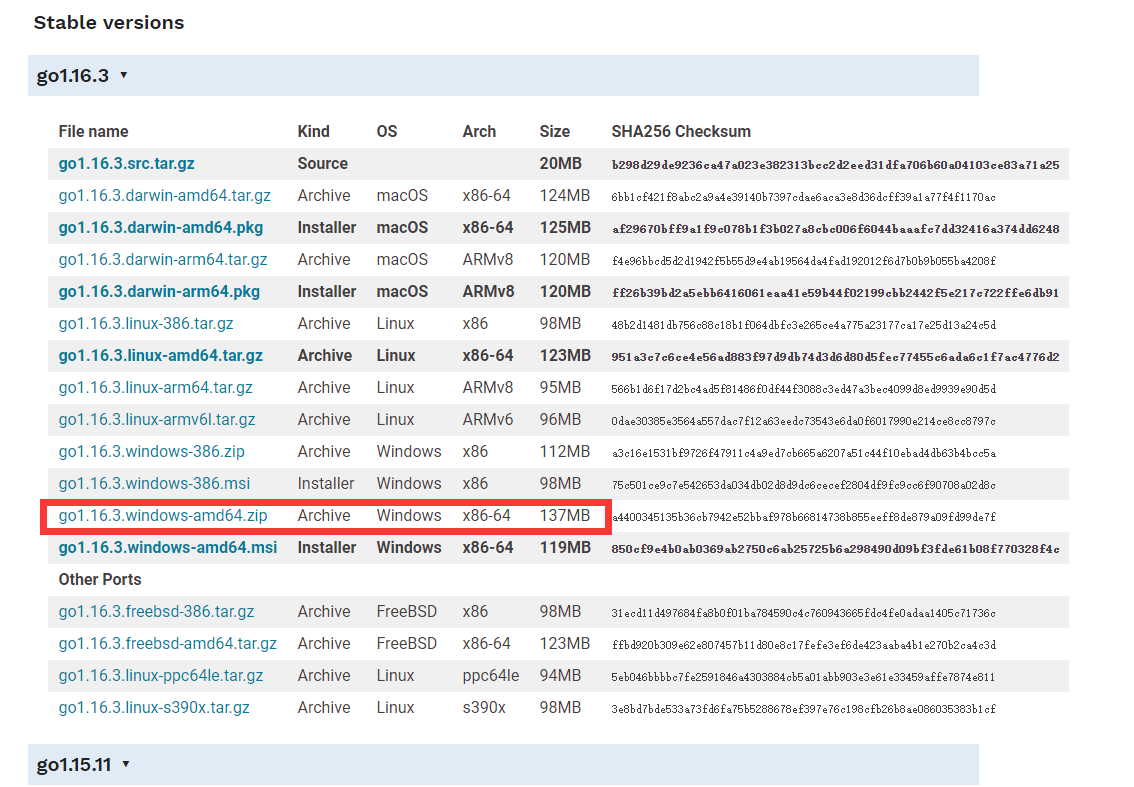 Stable versions
go1.16.3 ▾
File name Kind OS Arch Size SHA256 Checksum
go1.16.3.src.tar.gz Source 20MB b298d29de9236ca47a023e382313bcc2d2eed31dfa706b60a04103ce83a71a25
go1.16.3.darwin-amd64.tar.gz Archive macOS x86-64 124MB 6bb1cf421f8abc2a9a4e39140b7397cdae6aca3e8d36dcff39a1a77f4f1170ac
go1.16.3.darwin-amd64.pkg Installer macOS x86-64 125MB af29670bff9a1f9c078b1f3b027a8cbc006f6044baaafc7dd32416a374dd6248
go1.16.3.darwin-arm64.tar.gz Archive macOS ARMv8 120MB f4e96bbcd5d2d1942f5b55d9e4ab19564da4fad192012f6d7b0b9b055ba4208f
go1.16.3.darwin-arm64.pkg Installer macOS ARMv8 120MB ff26b39bd2a5ebb6416061eaa41e59b44f02199cbb2442f5e217c722ffe6db91
go1.16.3.linux-386.tar.gz Archive Linux x86 98MB 48b2d1481db756c88c18b1f064dbfc3e265ce4a775a23177ca17e25d13a24c5d
go1.16.3.linux-amd64.tar.gz Archive Linux x86-64 123MB 951a3c7c6ce4e56ad883f97d9db74d3d6d80d5fec77455c6ada6c1f7ac4776d2
go1.16.3.linux-arm64.tar.gz Archive Linux ARMv8 95MB 566b1d6f17d2bc4ad5f81486f0df44f3088c3ed47a3bec4099d8ed9939e90d5d
go1.16.3.linux-armv6l.tar.gz Archive Linux ARMv6 96MB 0dae30385e3564a557dac7f12a63eedc73543e6da0f6017990e214ce8cc8797c
go1.16.3.windows-386.zip Archive Windows x86 112MB a3c16e1531bf9726f47911c4a9ed7cb665a6207a51c44f10ebad4db63b4bcc5a
go1.16.3.windows-386.msi Installer Windows x86 98MB 75c501ce9c7e542653da034db02d8d9dc6cecef2804df9fc9cc6f90708a02d8c
go1.16.3.windows-amd64.zip Archive Windows x86-64 137MB a4400345135b36cb7942e52bbaf978b66814738b855eeff8de879a09fd99de7f
go1.16.3.windows-amd64.msi Installer Windows x86-64 119MB 850cf9e4b0ab0369ab2750c6ab25725b6a298490d09bf3fde61b08f770328f4c
Other Ports
go1.16.3.freebsd-386.tar.gz Archive FreeBSD x86 98MB 31ecd11d497684fa8b0f01ba784590c4c760943665fdc4fe0adaa1405c71736c
go1.16.3.freebsd-amd64.tar.gz Archive FreeBSD x86-64 123MB ffbd920b309e62e807457b11d80e8c17fefe3ef6de423aaba4b1e270b2ca4c3d
go1.16.3.linux-ppc64le.tar.gz Archive Linux ppc64le 94MB 5eb046bbbbc7fe2591846a4303884cb5a01abb903e3e61e33459affe7874e811
go1.16.3.linux-s390x.tar.gz Archive Linux s390x 98MB 3e8bd7bde533a73fd6fa75b5288678ef397e76c198cfb26b8ae086035383b1cf
go1.15.11 ▾